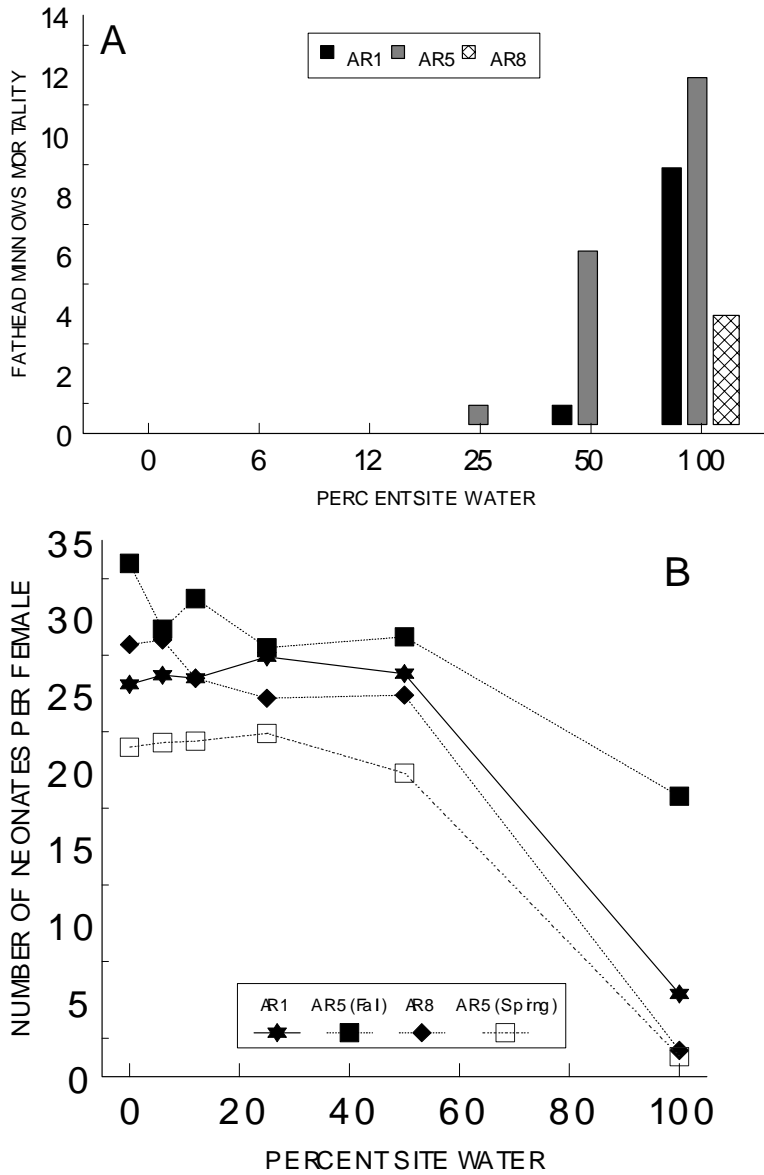 A
AR1 AR5 AR8
FATHEAD MINNOWS MORTALITY
14
12
10
8
6
4
2
0
0 6 12 25 50 100
PERCENTSITE WATER
B
NUMBER OF NEONATES PER FEMALE
35
30
25
20
15
10
5
0
AR1 AR5 (Fall) AR8 AR5 (Spring)
0 20 40 60 80 100
PERCENT SITE WATER